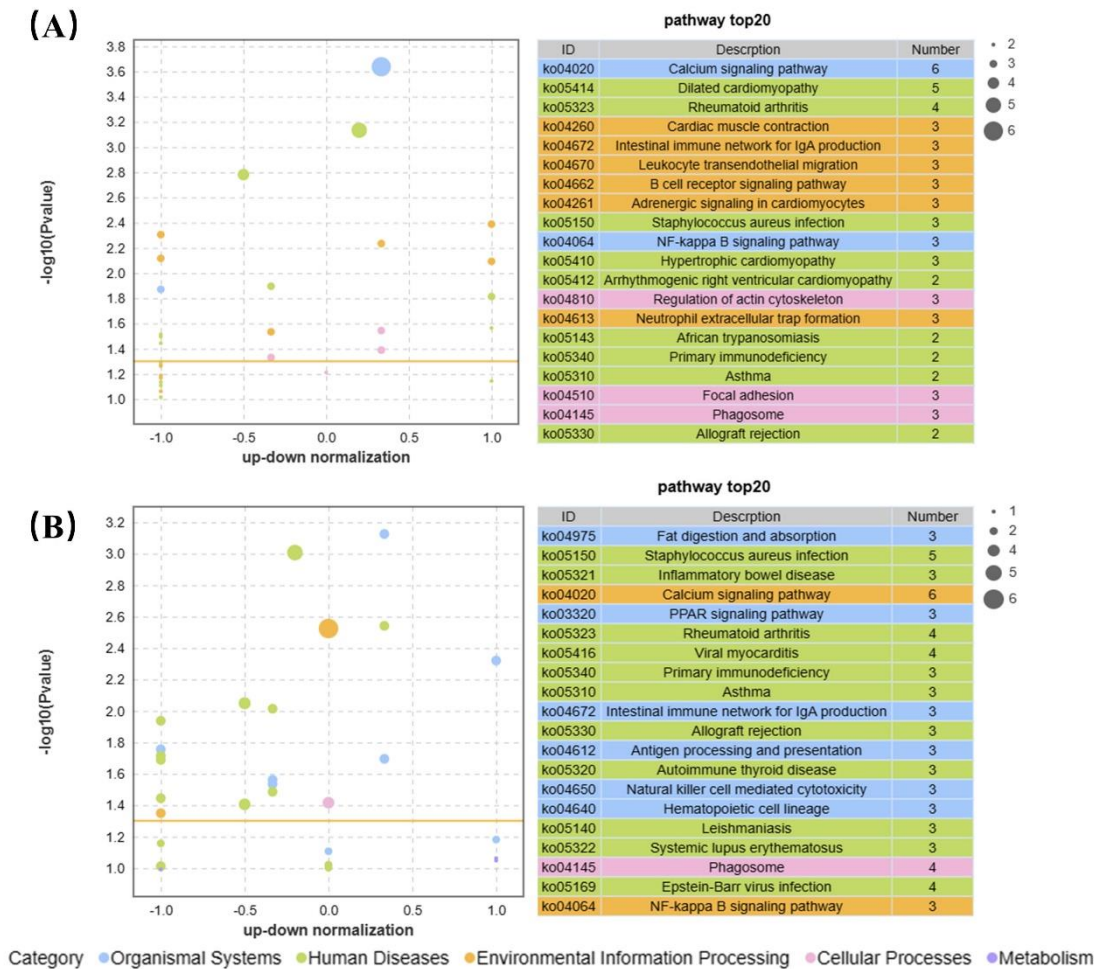 (A)
pathway top20
ID Descrption Number
ko04020 Calcium signaling pathway 6
ko05414 Dilated cardiomyopathy 5
ko05323 Rheumatoid arthritis 4
ko04260 Cardiac muscle contraction 3
ko04672 Intestinal immune network for IgA production 3
ko04670 Leukocyte transendothelial migration 3
ko04662 B cell receptor signaling pathway 3
ko04261 Adrenergic signaling in cardiomyocytes 3
ko05150 Staphylococcus aureus infection 3
ko04064 NF-kappa B signaling pathway 3
ko05410 Hypertrophic cardiomyopathy 3
ko05412 Arrhythmogenic right ventricular cardiomyopathy 2
ko04810 Regulation of actin cytoskeleton 3
ko04613 Neutrophil extracellular trap formation 3
ko05143 African trypanosomiasis 2
ko05340 Primary immunodeficiency 2
ko05310 Asthma 2
ko04510 Focal adhesion 3
ko04145 Phagosome 3
ko05330 Allograft rejection 2
2
3
4
5
6
3.8
3.6
3.4
3.2
3.0
2.8
2.6
2.4
2.2
2.0
1.8
1.6
1.4
1.2
1.0
-log10(Pvalue)
-1.0 -0.5 0.0 0.5 1.0
up-down normalization
(B)
pathway top20
ID Descrption Number
ko04975 Fat digestion and absorption 3
ko05150 Staphylococcus aureus infection 5
ko05321 Inflammatory bowel disease 3
ko04020 Calcium signaling pathway 6
ko03320 PPAR signaling pathway 3
ko05323 Rheumatoid arthritis 4
ko05416 Viral myocarditis 4
ko05340 Primary immunodeficiency 3
ko05310 Asthma 3
ko04672 Intestinal immune network for IgA production 3
ko05330 Allograft rejection 3
ko04612 Antigen processing and presentation 3
ko05320 Autoimmune thyroid disease 3
ko04650 Natural killer cell mediated cytotoxicity 3
ko04640 Hematopoietic cell lineage 3
ko05140 Leishmaniasis 3
ko05322 Systemic lupus erythematosus 3
ko04145 Phagosome 4
ko05169 Epstein-Barr virus infection 4
ko04064 NF-kappa B signaling pathway 3
1
2
4
5
6
3.2
3.0
2.8
2.6
2.4
2.2
2.0
1.8
1.6
1.4
1.2
1.0
-log10(Pvalue)
-1.0 -0.5 0.0 0.5 1.0
up-down normalization
Category Organismal Systems Human Diseases Environmental Information Processing Cellular Processes Metabolism